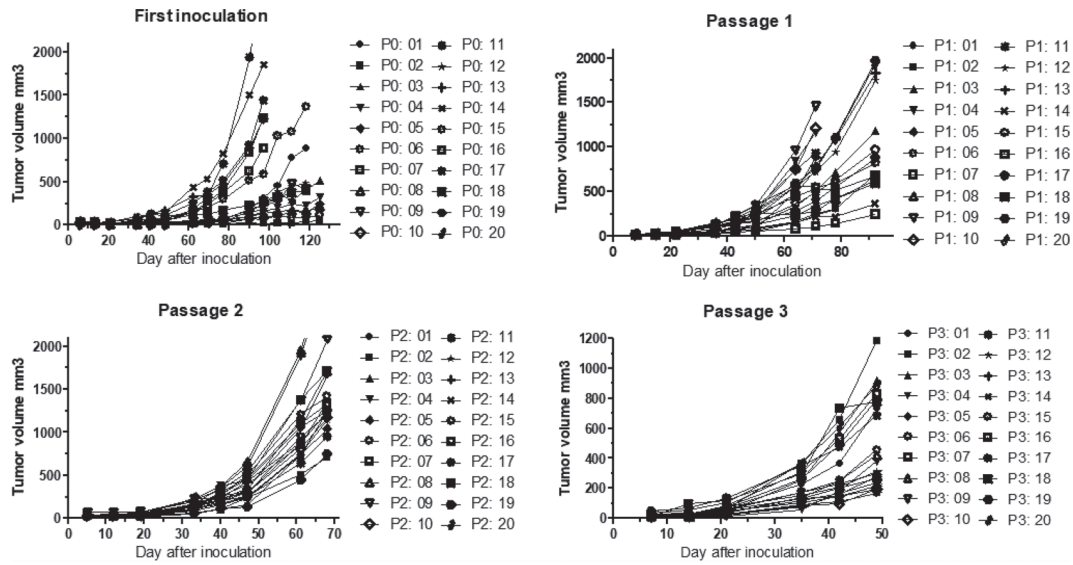 First inoculation
Tumor volume mm3
2000
1500
1000
500
0
0 20 40 60 80 100 120
Day after inoculation
P0: 01 P0: 11
P0: 02 P0: 12
P0: 03 P0: 13
P0: 04 P0: 14
P0: 05 P0: 15
P0: 06 P0: 16
P0: 07 P0: 17
P0: 08 P0: 18
P0: 09 P0: 19
P0: 10 P0: 20
Passage 1
Tumor volume mm3
2000
1500
1000
500
0
0 20 40 60 80
Day after inoculation
P1: 01 P1: 11
P1: 02 P1: 12
P1: 03 P1: 13
P1: 04 P1: 14
P1: 05 P1: 15
P1: 06 P1: 16
P1: 07 P1: 17
P1: 08 P1: 18
P1: 09 P1: 19
P1: 10 P1: 20
Passage 2
Tumor volume mm3
2000
1500
1000
500
0
0 10 20 30 40 50 60 70
Day after inoculation
P2: 01 P2: 11
P2: 02 P2: 12
P2: 03 P2: 13
P2: 04 P2: 14
P2: 05 P2: 15
P2: 06 P2: 16
P2: 07 P2: 17
P2: 08 P2: 18
P2: 09 P2: 19
P2: 10 P2: 20
Passage 3
Tumor volume mm3
1200
1000
800
600
400
200
0
0 10 20 30 40 50
Day after inoculation
P3: 01 P3: 11
P3: 02 P3: 12
P3: 03 P3: 13
P3: 04 P3: 14
P3: 05 P3: 15
P3: 06 P3: 16
P3: 07 P3: 17
P3: 08 P3: 18
P3: 09 P3: 19
P3: 10 P3: 20